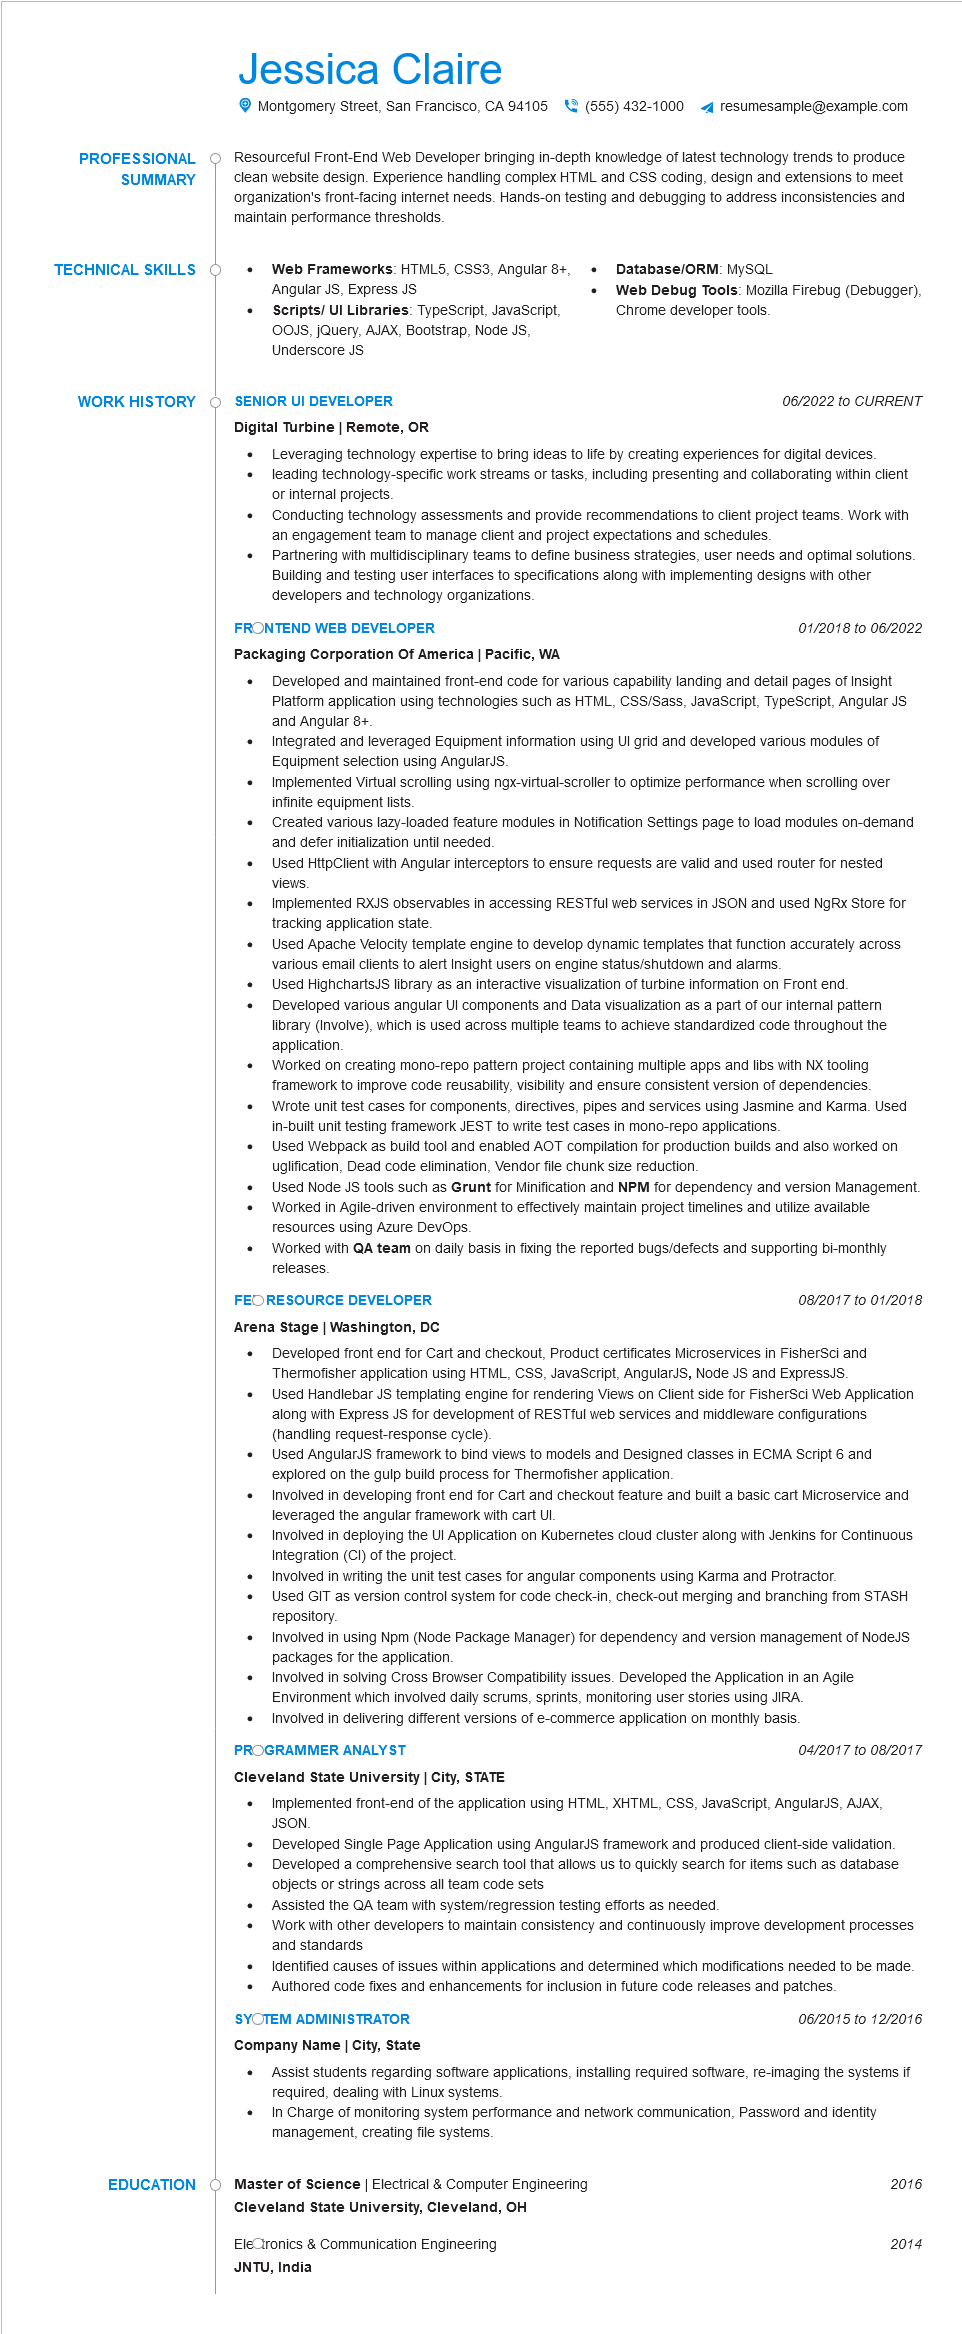 Jessica Claire
Montgomery Street, San Francisco, CA 94105 (555) 432-1000 resumesample@example.com
PROFESSIONAL
SUMMARY
Resourceful Front-End Web Developer bringing in-depth knowledge of latest technology trends to produce
clean website design. Experience handling complex HTML and CSS coding, design and extensions to meet
organization's front-facing internet needs. Hands-on testing and debugging to address inconsistencies and
maintain performance thresholds.
TECHNICAL SKILLS
• Web Frameworks: HTML5, CSS3, Angular 8+,
Angular JS, Express JS
• Scripts/ UI Libraries: TypeScript, JavaScript,
OOJS, jQuery, AJAX, Bootstrap, Node JS,
Underscore JS
• Database/ORM: MySQL
• Web Debug Tools: Mozilla Firebug (Debugger),
Chrome developer tools.
WORK HISTORY
SENIOR UI DEVELOPER 06/2022 to CURRENT
Digital Turbine | Remote, OR
• Leveraging technology expertise to bring ideas to life by creating experiences for digital devices.
• leading technology-specific work streams or tasks, including presenting and collaborating within client
or internal projects.
• Conducting technology assessments and provide recommendations to client project teams. Work with
an engagement team to manage client and project expectations and schedules.
• Partnering with multidisciplinary teams to define business strategies, user needs and optimal solutions.
Building and testing user interfaces to specifications along with implementing designs with other
developers and technology organizations.
FRONTEND WEB DEVELOPER 01/2018 to 06/2022
Packaging Corporation Of America | Pacific, WA
• Developed and maintained front-end code for various capability landing and detail pages of Insight
Platform application using technologies such as HTML, CSS/Sass, JavaScript, TypeScript, Angular JS
and Angular 8+.
• Integrated and leveraged Equipment information using UI grid and developed various modules of
Equipment selection using AngularJS.
• Implemented Virtual scrolling using ngx-virtual-scroller to optimize performance when scrolling over
infinite equipment lists.
• Created various lazy-loaded feature modules in Notification Settings page to load modules on-demand
and defer initialization until needed.
• Used HttpClient with Angular interceptors to ensure requests are valid and used router for nested
views.
• Implemented RXJS observables in accessing RESTful web services in JSON and used NgRx Store for
tracking application state.
• Used Apache Velocity template engine to develop dynamic templates that function accurately across
various email clients to alert Insight users on engine status/shutdown and alarms.
• Used HighchartsJS library as an interactive visualization of turbine information on Front end.
• Developed various angular UI components and Data visualization as a part of our internal pattern
library (Involve), which is used across multiple teams to achieve standardized code throughout the
application.
• Worked on creating mono-repo pattern project containing multiple apps and libs with NX tooling
framework to improve code reusability, visibility and ensure consistent version of dependencies.
• Wrote unit test cases for components, directives, pipes and services using Jasmine and Karma. Used
in-built unit testing framework JEST to write test cases in mono-repo applications.
• Used Webpack as build tool and enabled AOT compilation for production builds and also worked on
uglification, Dead code elimination, Vendor file chunk size reduction.
• Used Node JS tools such as Grunt for Minification and NPM for dependency and version Management.
• Worked in Agile-driven environment to effectively maintain project timelines and utilize available
resources using Azure DevOps.
• Worked with QA team on daily basis in fixing the reported bugs/defects and supporting bi-monthly
releases.
RESOURCE DEVELOPER 08/2017 to 01/2018
Arena Stage | Washington, DC
• Developed front end for Cart and checkout, Product certificates Microservices in FisherSci and
Thermofisher application using HTML, CSS, JavaScript, AngularJS, Node JS and ExpressJS.
• Used Handlebar JS templating engine for rendering Views on Client side for FisherSci Web Application
along with Express JS for development of RESTful web services and middleware configurations
(handling request-response cycle).
• Used AngularJS framework to bind views to models and Designed classes in ECMA Script 6 and
explored on the gulp build process for Thermofisher application.
• Involved in developing front end for Cart and checkout feature and built a basic cart Microservice and
leveraged the angular framework with cart UI.
• Involved in deploying the UI Application on Kubernetes cloud cluster along with Jenkins for Continuous
Integration (CI) of the project.
• Involved in writing the unit test cases for angular components using Karma and Protractor.
• Used GIT as version control system for code check-in, check-out merging and branching from STASH
repository.
• Involved in using Npm (Node Package Manager) for dependency and version management of NodeJS
packages for the application.
• Involved in solving Cross Browser Compatibility issues. Developed the Application in an Agile
Environment which involved daily scrums, sprints, monitoring user stories using JIRA.
• Involved in delivering different versions of e-commerce application on monthly basis.
PROGRAMMER ANALYST 04/2017 to 08/2017
Cleveland State University | City, STATE
• Implemented front-end of the application using HTML, XHTML, CSS, JavaScript, AngularJS, AJAX,
JSON.
• Developed Single Page Application using AngularJS framework and produced client-side validation.
• Developed a comprehensive search tool that allows us to quickly search for items such as database
objects or strings across all team code sets
• Assisted the QA team with system/regression testing efforts as needed.
• Work with other developers to maintain consistency and continuously improve development processes
and standards
• Identified causes of issues within applications and determined which modifications needed to be made.
• Authored code fixes and enhancements for inclusion in future code releases and patches.
SYSTEM ADMINISTRATOR 06/2015 to 12/2016
Company Name | City, State
• Assist students regarding software applications, installing required software, re-imaging the systems if
required, dealing with Linux systems.
• In Charge of monitoring system performance and network communication, Password and identity
management, creating file systems.
EDUCATION
Master of Science | Electrical & Computer Engineering 2016
Cleveland State University, Cleveland, OH
Electronics & Communication Engineering 2014
JNTU, India